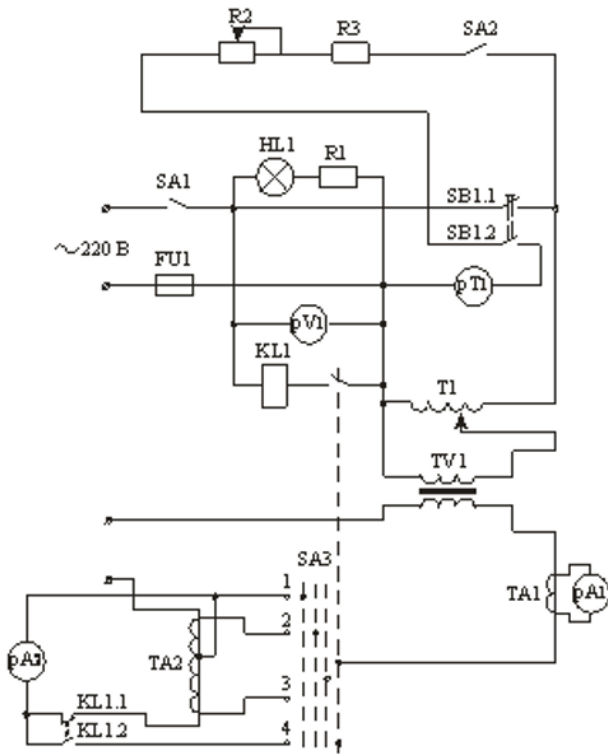 R2
R3
SA2
HL1
R1
SA1
SB1.1
SB1.2
~220 В
FU1
pT1
pV1
KL1
T1
TV1
SA3
1
TA1
pA1
2
pA2
TA2
3
KL1.1
4
KL1.2